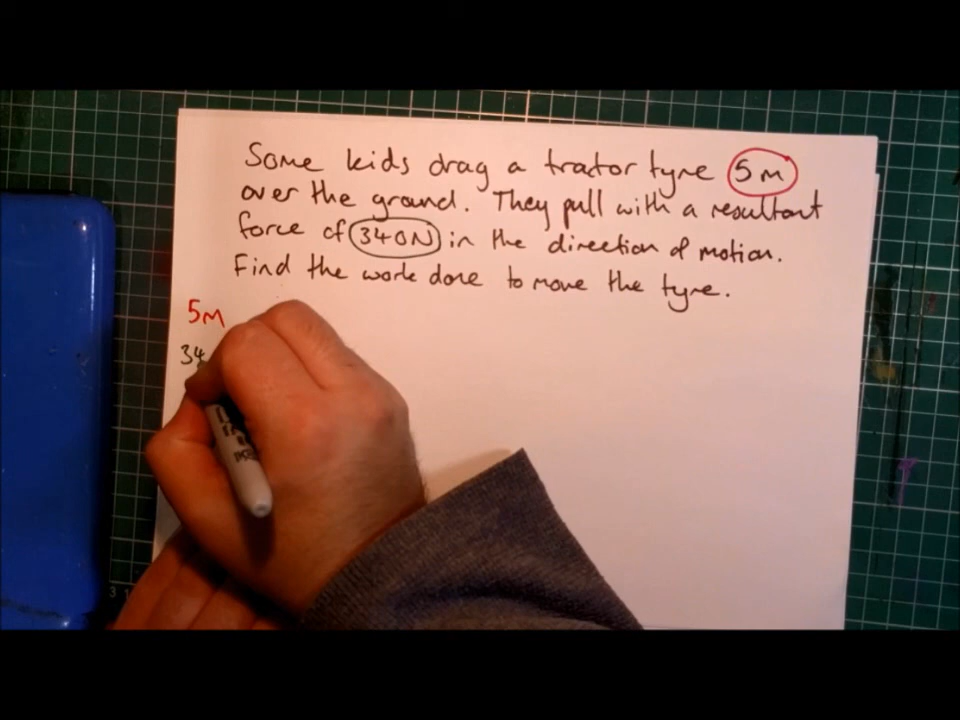 Some kids drag a tractor tyre 5m
over the ground. They pull with a resultant
force of 340N in the direction of motion.
Find the work done to move the tyre.
5m
34